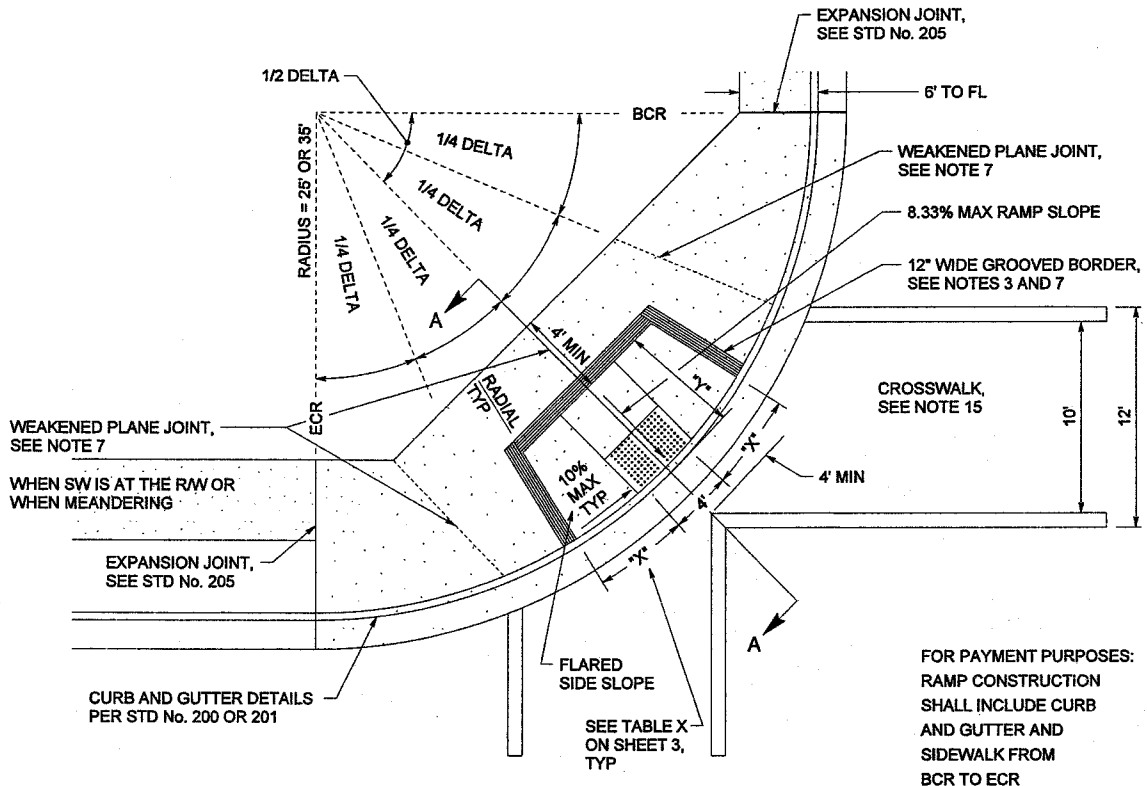 EXPANSION JOINT,
SEE STD No. 205
1/2 DELTA
6' TO FL
BCR
1/4 DELTA
WEAKENED PLANE JOINT,
SEE NOTE 7
1/4 DELTA
RADIUS = 25' OR 35'
8.33% MAX RAMP SLOPE
1/4 DELTA
1/4 DELTA
12" WIDE GROOVED BORDER,
SEE NOTES 3 AND 7
A
4' MIN
"Y"
RADIAL
TYP
CROSSWALK,
SEE NOTE 15
10'
12'
ECR
WEAKENED PLANE JOINT,
SEE NOTE 7
"X"
4' MIN
WHEN SW IS AT THE R/W OR
WHEN MEANDERING
10%
MAX
TYP
4'
"X"
EXPANSION JOINT,
SEE STD No. 205
A
FLARED
SIDE SLOPE
CURB AND GUTTER DETAILS
PER STD No. 200 OR 201
SEE TABLE X
ON SHEET 3,
TYP
FOR PAYMENT PURPOSES:
RAMP CONSTRUCTION
SHALL INCLUDE CURB
AND GUTTER AND
SIDEWALK FROM
BCR TO ECR